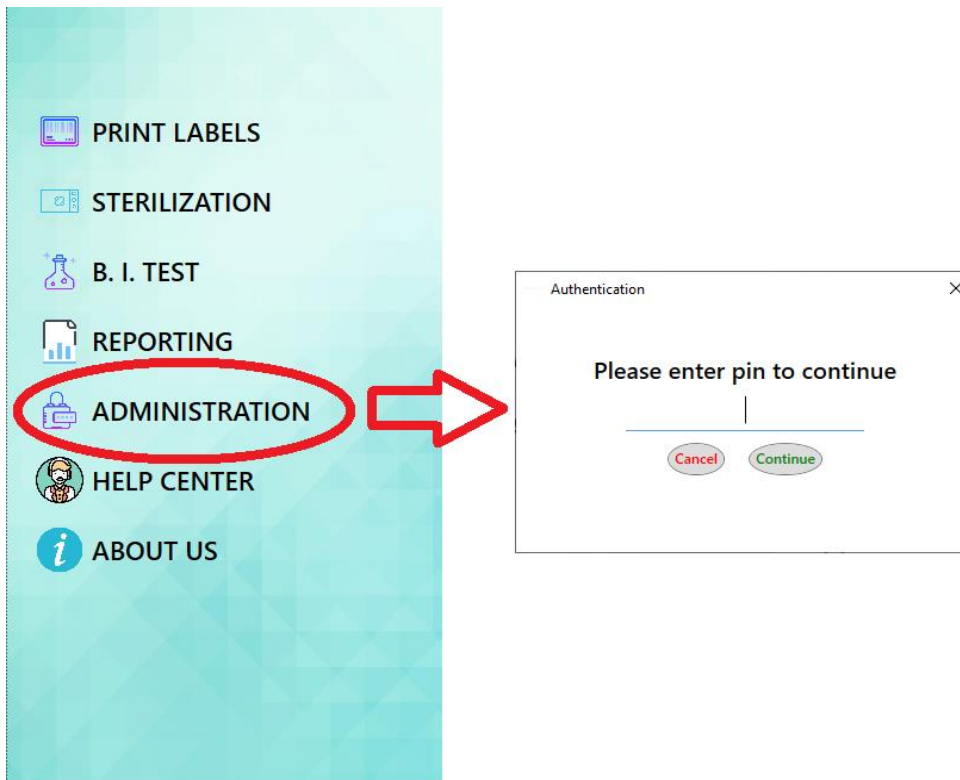 PRINT LABELS
STERILIZATION
B. I. TEST
REPORTING
ADMINISTRATION
HELP CENTER
ABOUT US
Authentication
Please enter pin to continue
Cancel Continue